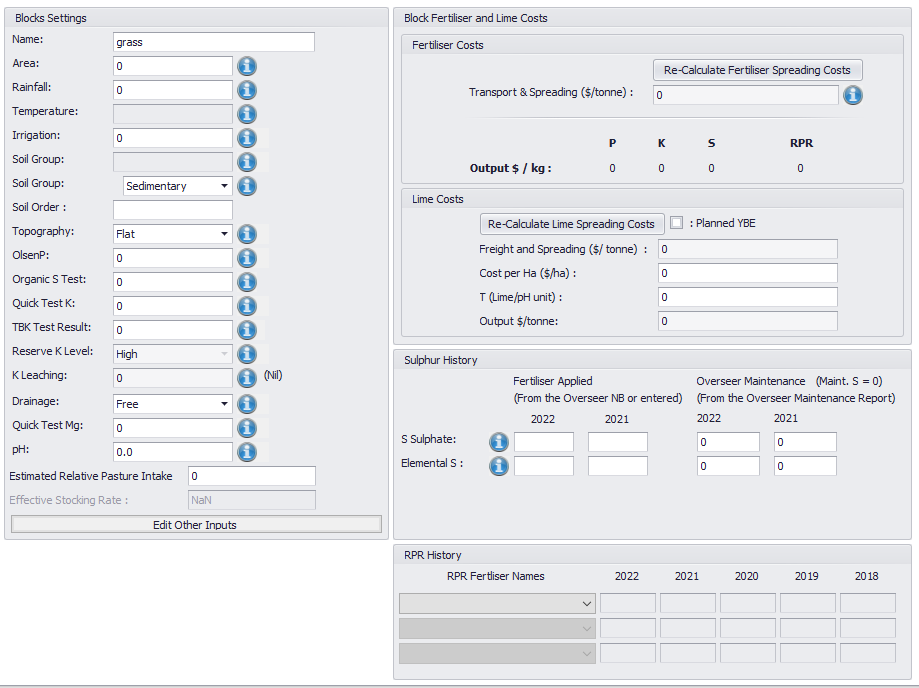 Blocks Settings
Name: grass
Area: 0
Rainfall: 0
Temperature:
Irrigation: 0
Soil Group:
Soil Group: Sedimentary
Soil Order :
Topography: Flat
OlsenP: 0
Organic S Test: 0
Quick Test K: 0
TBK Test Result: 0
Reserve K Level: High
K Leaching: 0 (Nil)
Drainage: Free
Quick Test Mg: 0
pH: 0.0
Estimated Relative Pasture Intake 0
Effective Stocking Rate : NaN
Edit Other Inputs
Block Fertiliser and Lime Costs
Fertiliser Costs
Re-Calculate Fertiliser Spreading Costs
Transport & Spreading ($/tonne) : 0
P K S RPR
Output $ / kg : 0 0 0 0
Lime Costs
Re-Calculate Lime Spreading Costs : Planned YBE
Freight and Spreading ($/ tonne) : 0
Cost per Ha ($/ha) : 0
T (Lime/pH unit) : 0
Output $/tonne: 0
Sulphur History
Fertiliser Applied Overseer Maintenance (Maint. S = 0)
(From the Overseer NB or entered) (From the Overseer Maintenance Report)
2022 2021 2022 2021
S Sulphate: 0 0
Elemental S : 0 0
RPR History
RPR Fertliser Names 2022 2021 2020 2019 2018